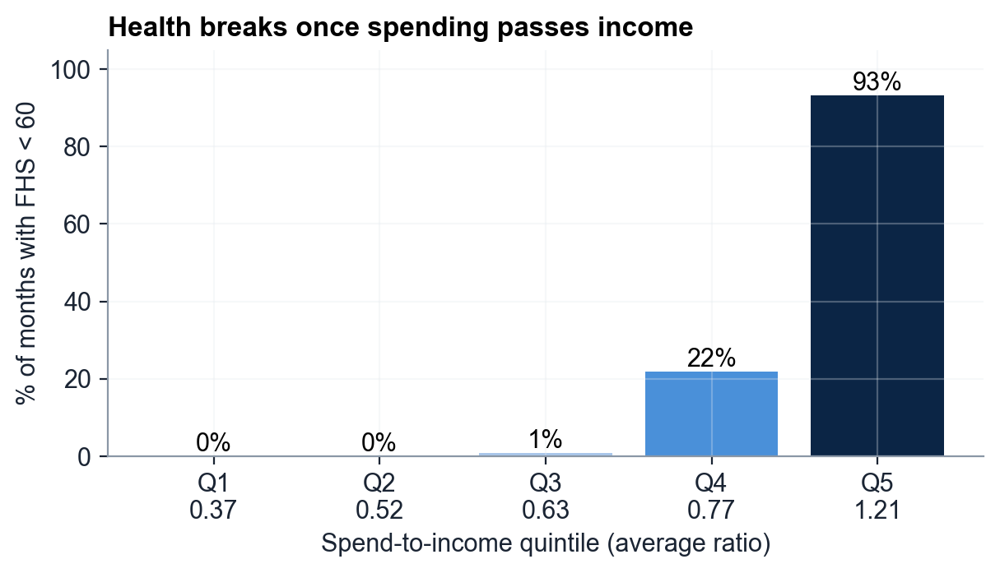 Health breaks once spending passes income
% of months with FHS < 60
100
80
60
40
20
0
0%
0%
1%
22%
93%
Q1
0.37
Q2
0.52
Q3
0.63
Q4
0.77
Q5
1.21
Spend-to-income quintile (average ratio)